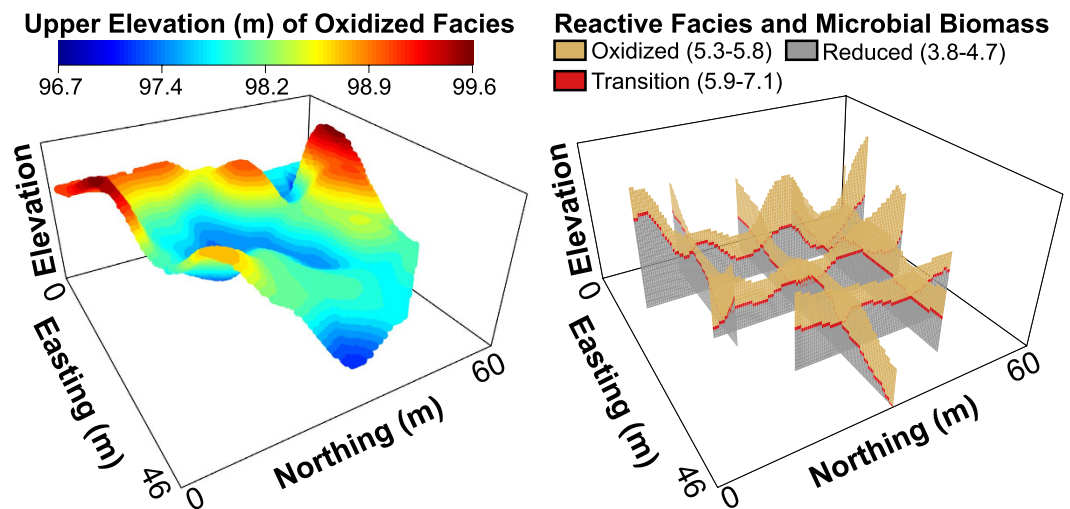 Upper Elevation (m) of Oxidized Facies
96.7 97.4 98.2 98.9 99.6
Elevation
0
Easting (m)
46
0
Northing (m)
60
Reactive Facies and Microbial Biomass
Oxidized (5.3-5.8) Reduced (3.8-4.7)
Transition (5.9-7.1)
Elevation
0
Easting (m)
46
0
Northing (m)
60